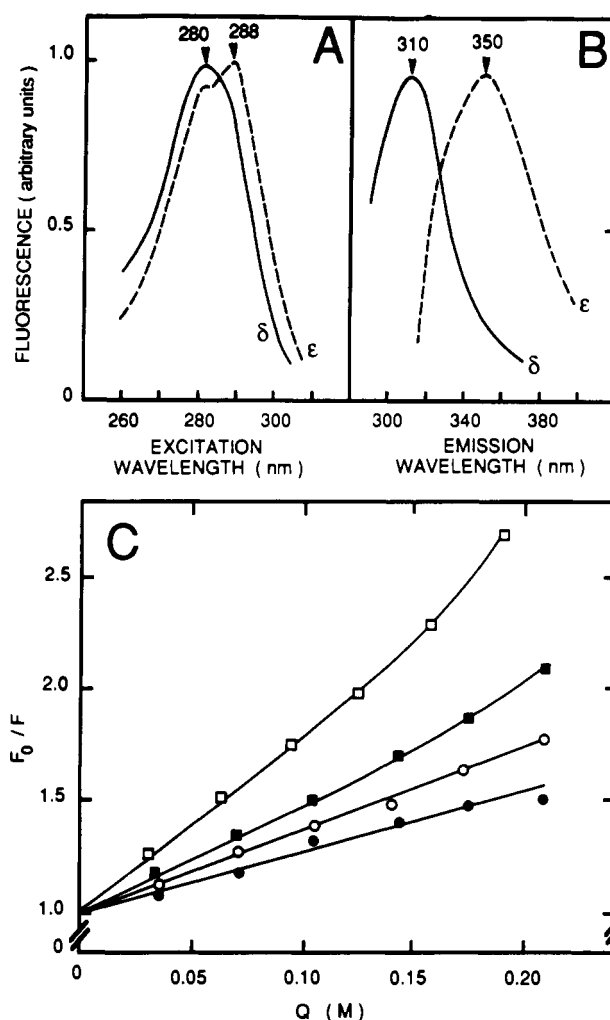 280 288 A
310 350 B
FLUORESCENCE ( arbitrary units )
1.0
0.5
0
δ ε
ε
δ
260 280 300
300 340 380
EXCITATION WAVELENGTH ( nm )
EMISSION WAVELENGTH ( nm )
C
F0 / F
2.5
2.0
1.5
1.0
0
0 0.05 0.10 0.15 0.20
Q (M)